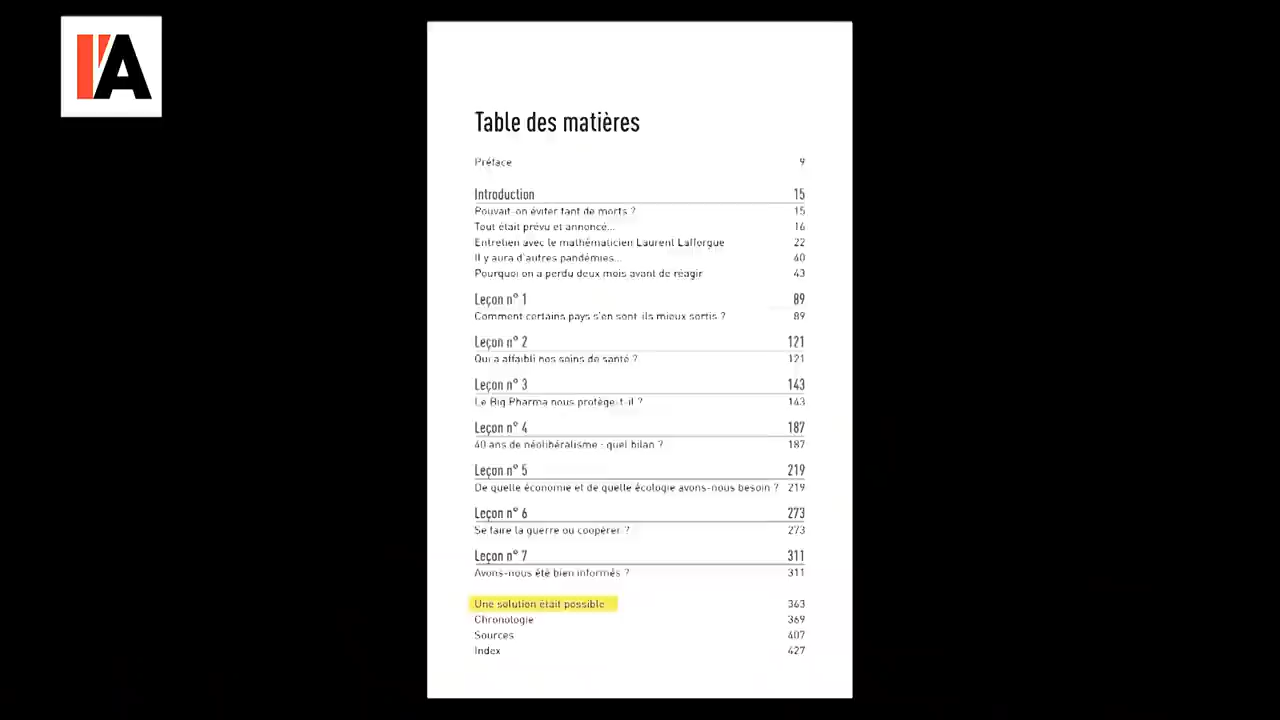 I'A
Table des matières
Préface 9
Introduction 15
Pouvait-on éviter tant de morts ? 15
Tout était prévu et annoncé... 16
Entretien avec le mathématicien Laurent Lafforgue 22
Il y aura d'autres pandémies... 40
Pourquoi on a perdu deux mois avant de réagir 43
Leçon n° 1 89
Comment certains pays s'en sont-ils mieux sortis ? 89
Leçon n° 2 121
Qui a affaibli nos soins de santé ? 121
Leçon n° 3 143
Le Big Pharma nous protège-t-il ? 143
Leçon n° 4 187
40 ans de néolibéralisme : quel bilan ? 187
Leçon n° 5 219
De quelle économie et de quelle écologie avons-nous besoin ? 219
Leçon n° 6 273
Se faire la guerre ou coopérer ? 273
Leçon n° 7 311
Avons-nous été bien informés ? 311
Une solution était possible 363
Chronologie 369
Sources 407
Index 427